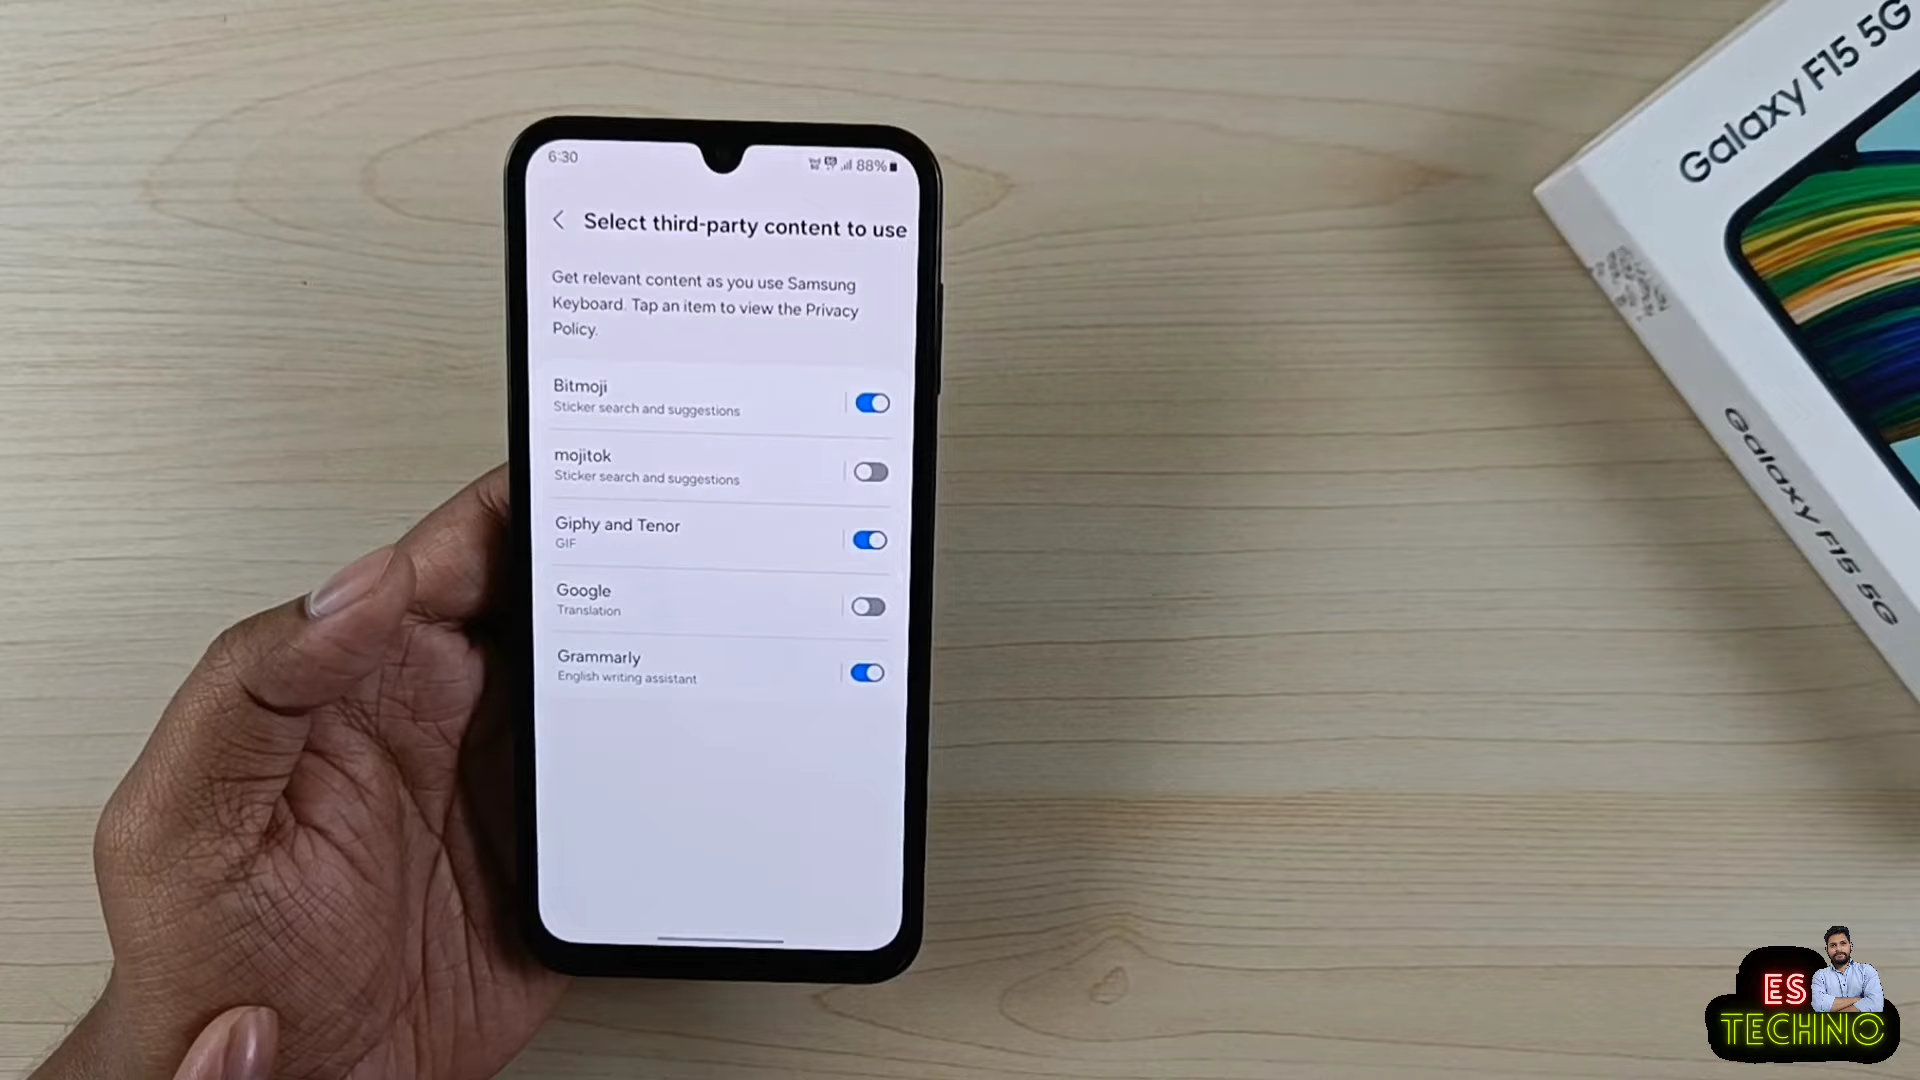 6:30
88%
Select third-party content to use
Get relevant content as you use Samsung
Keyboard. Tap an item to view the Privacy
Policy.
Bitmoji
Sticker search and suggestions
mojitok
Sticker search and suggestions
Giphy and Tenor
GIF
Google
Translation
Grammarly
English writing assistant
Galaxy F15 5G
Galaxy F15 5G
ES
TECHNO